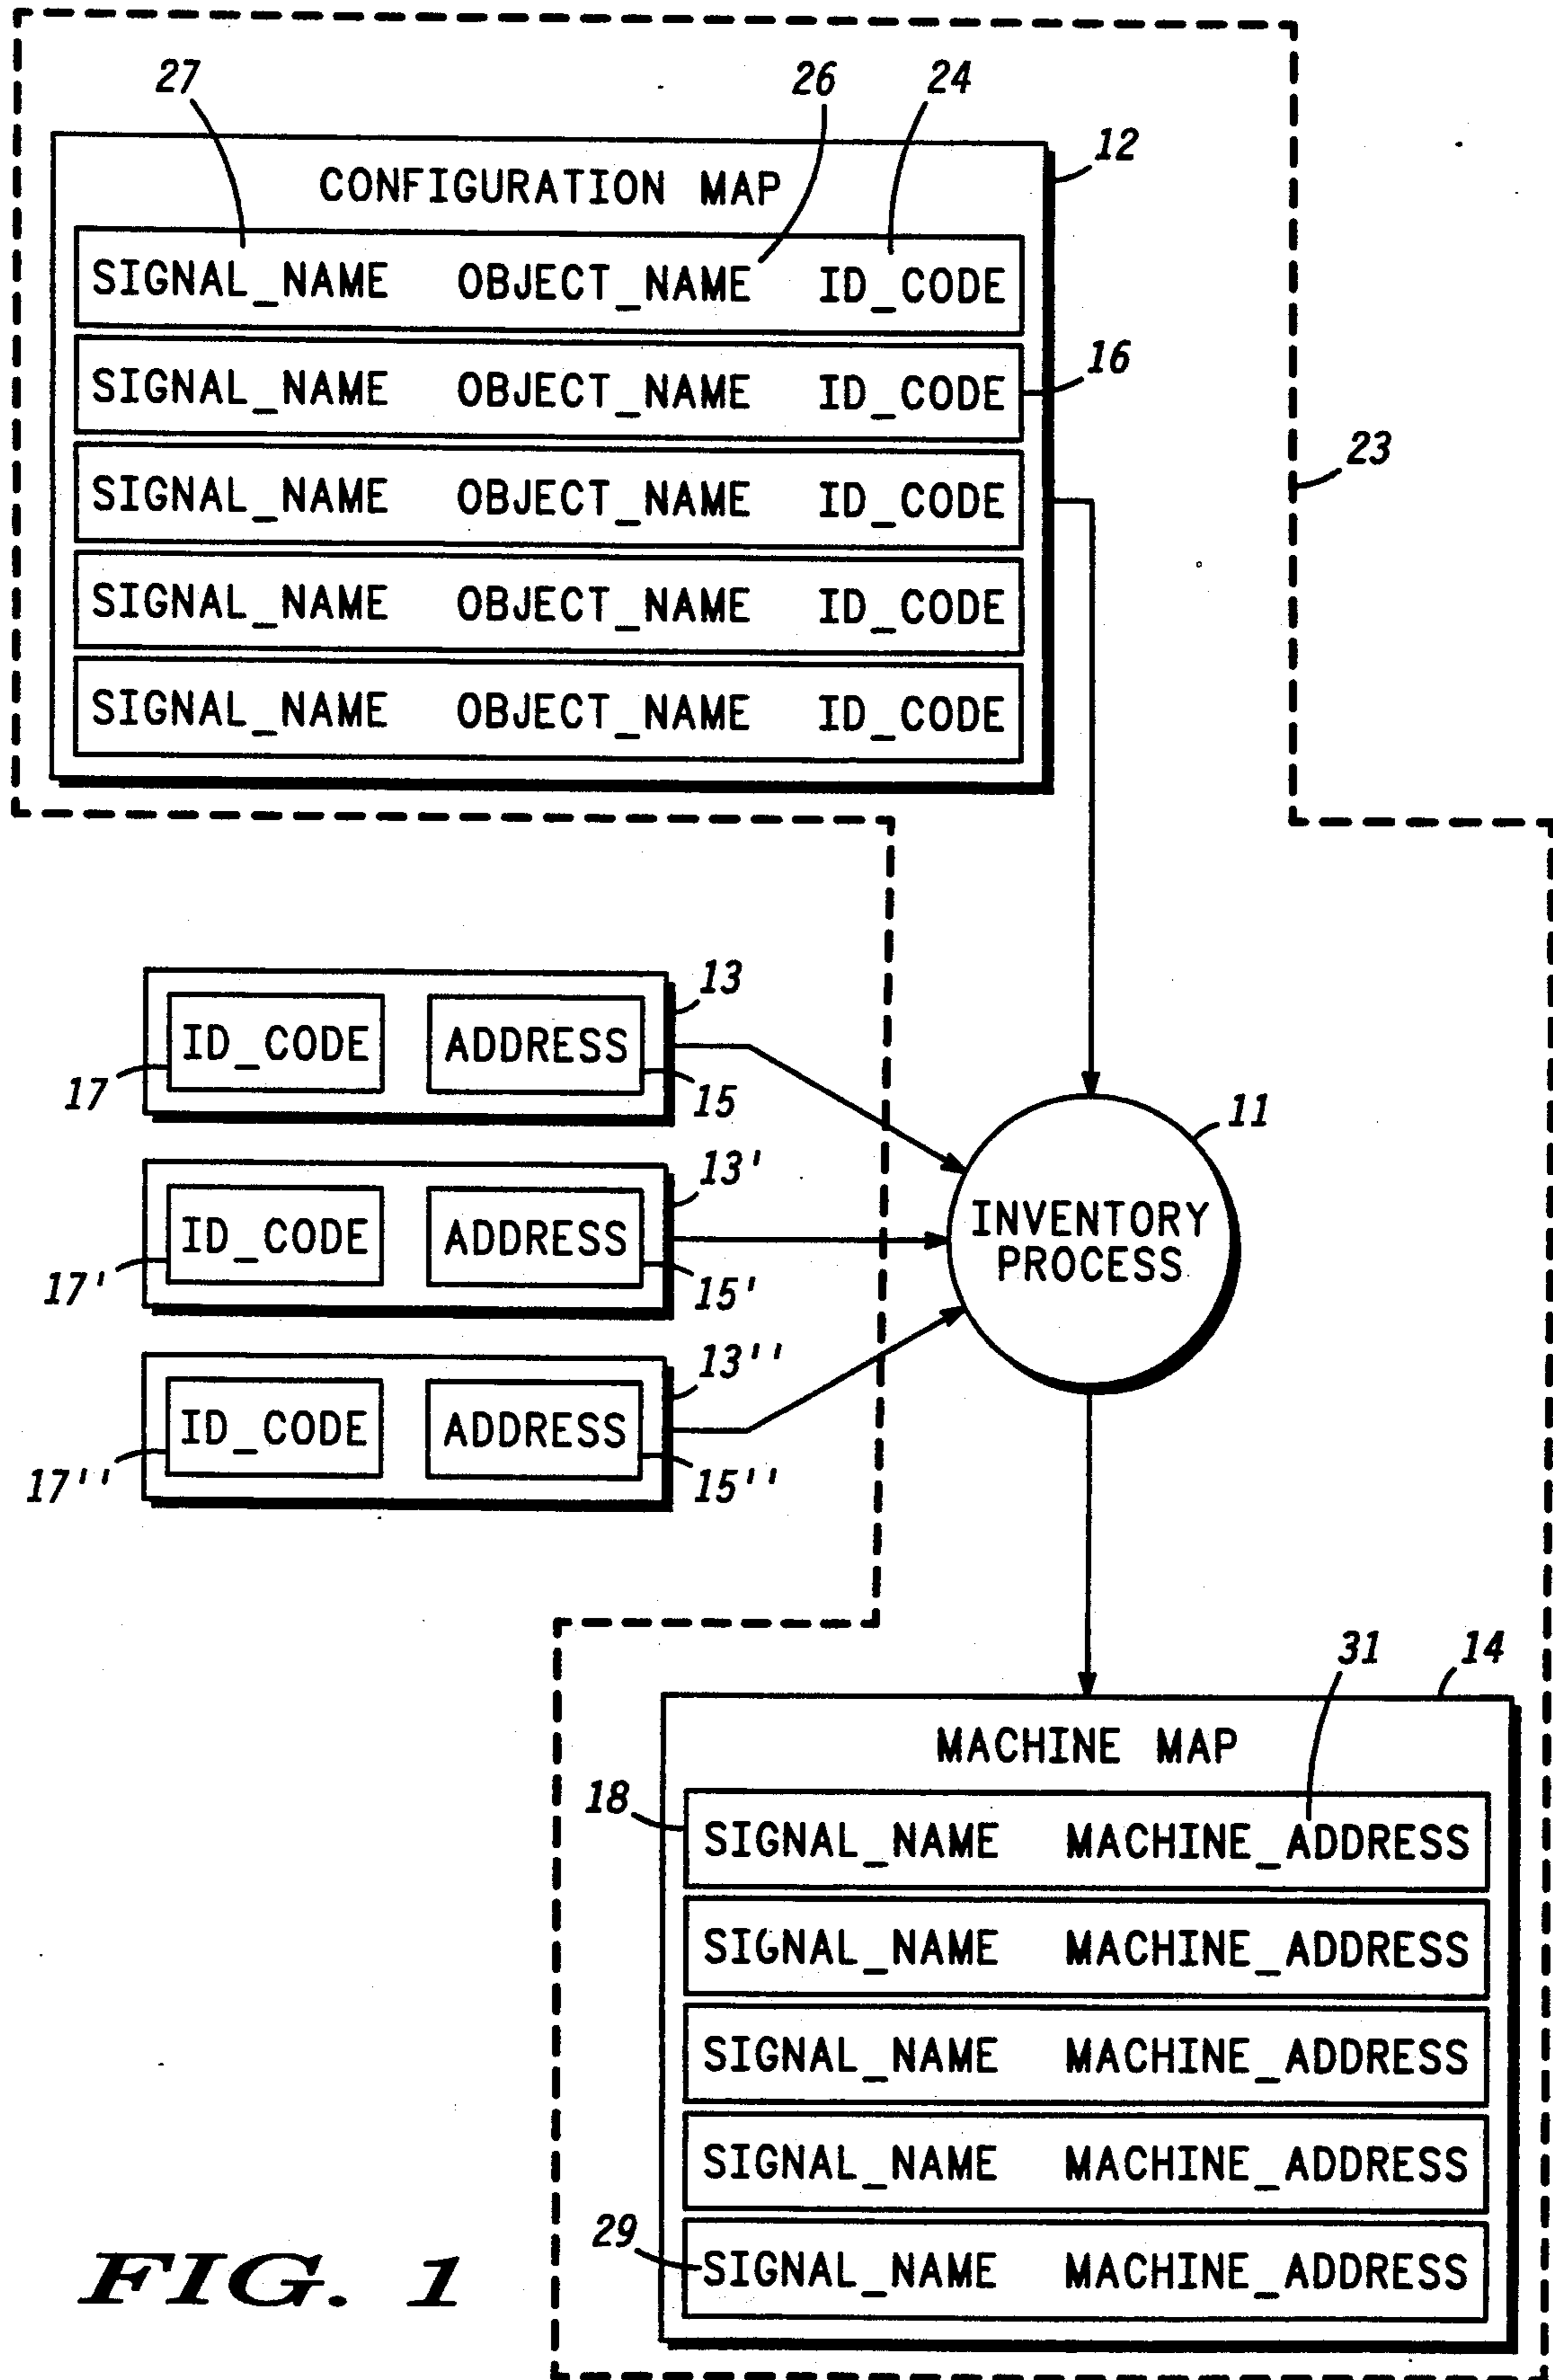 27 26 24
12
CONFIGURATION MAP
SIGNAL_NAME OBJECT_NAME ID_CODE
16
SIGNAL_NAME OBJECT_NAME ID_CODE
23
SIGNAL_NAME OBJECT_NAME ID_CODE
SIGNAL_NAME OBJECT_NAME ID_CODE
SIGNAL_NAME OBJECT_NAME ID_CODE
13
ID_CODE ADDRESS
17 15
11
13'
ID_CODE ADDRESS
17' 15'
INVENTORY
PROCESS
13''
ID_CODE ADDRESS
17'' 15''
31 14
MACHINE MAP
18
SIGNAL_NAME MACHINE_ADDRESS
SIGNAL_NAME MACHINE_ADDRESS
SIGNAL_NAME MACHINE_ADDRESS
SIGNAL_NAME MACHINE_ADDRESS
29
SIGNAL_NAME MACHINE_ADDRESS
FIG. 1